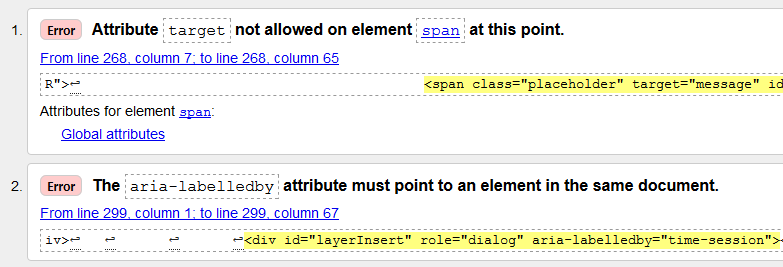 1. Error Attribute target not allowed on element span at this point.
From line 268, column 7; to line 268, column 65
R">↩ <span class="placeholder" target="message" id
Attributes for element span:
Global attributes
2. Error The aria-labelledby attribute must point to an element in the same document.
From line 299, column 1; to line 299, column 67
iv>↩ ↩ ↩ ↩<div id="layerInsert" role="dialog" aria-labelledby="time-session">